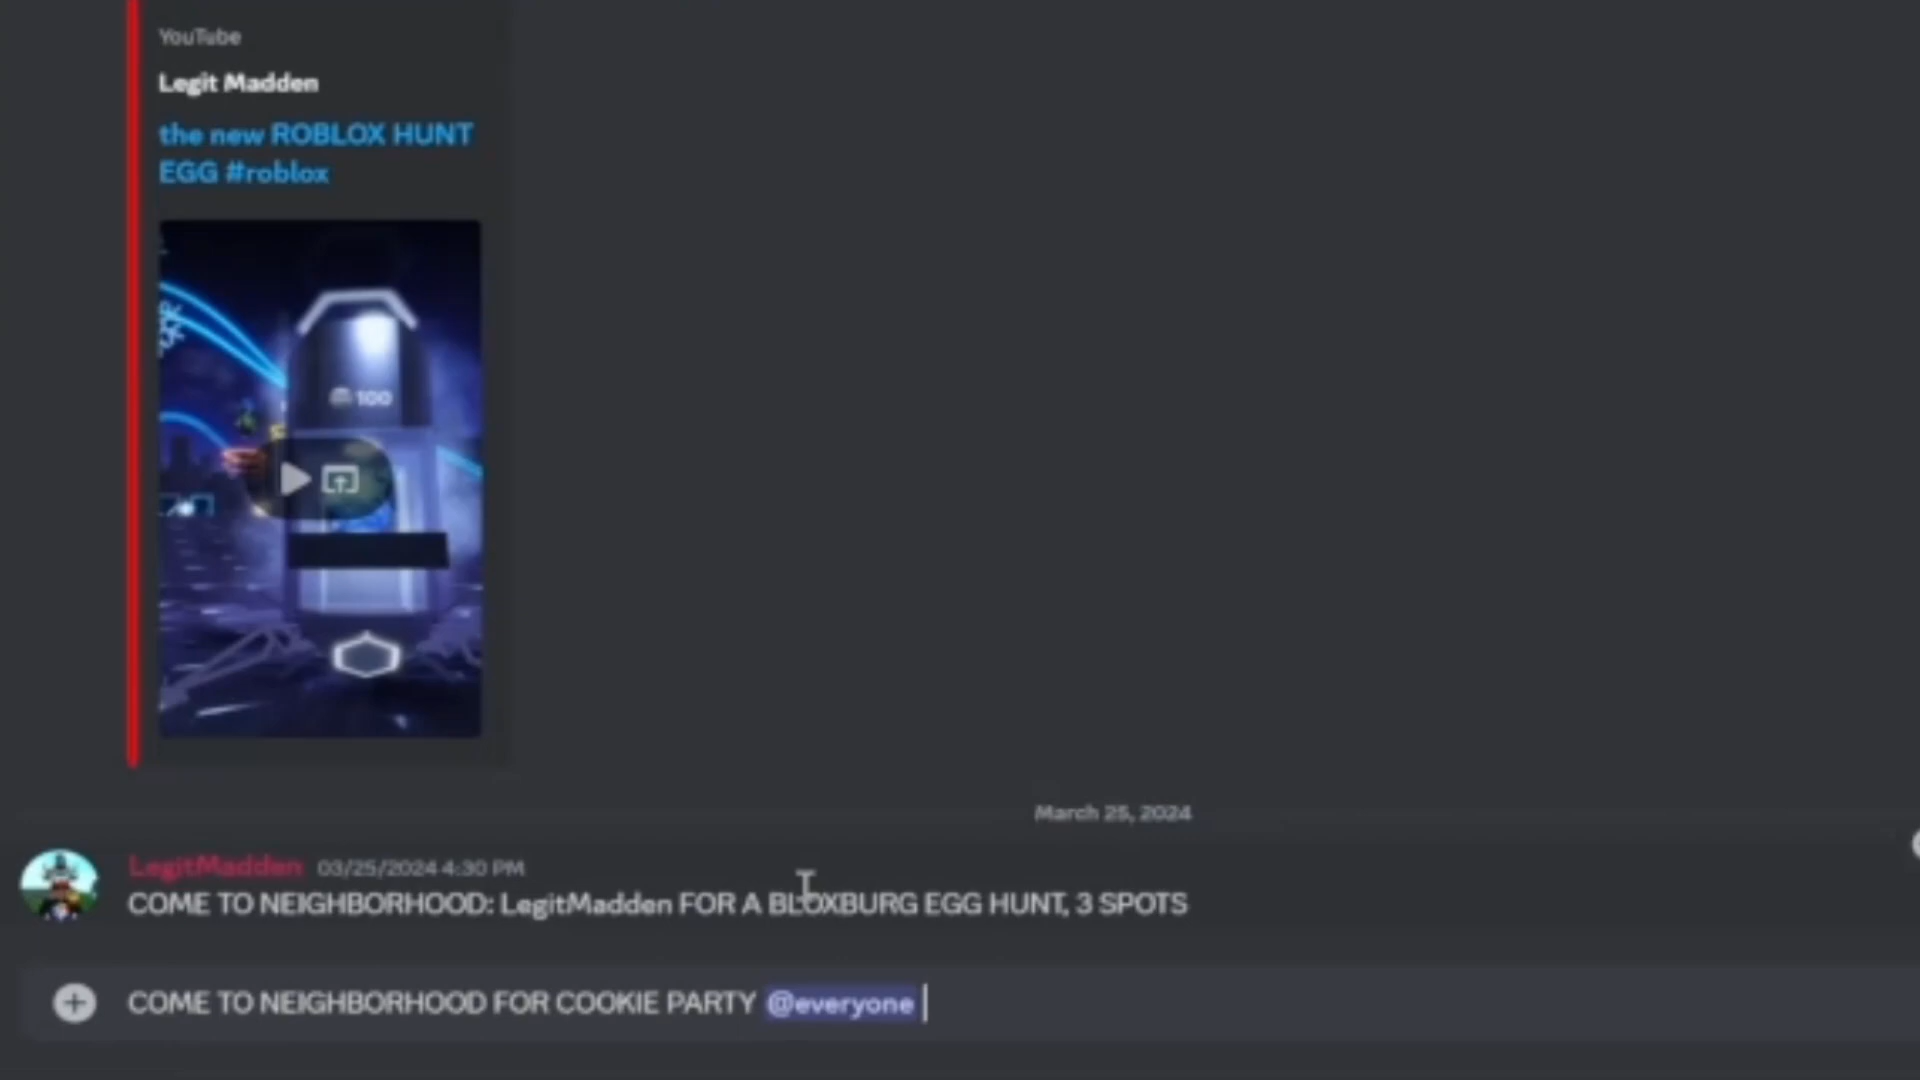 YouTube
Legit Madden
the new ROBLOX HUNT
EGG #roblox
100
March 25, 2024
LegitMadden 03/25/2024 4:30 PM
COME TO NEIGHBORHOOD: LegitMadden FOR A BLOXBURG EGG HUNT, 3 SPOTS
COME TO NEIGHBORHOOD FOR COOKIE PARTY @everyone